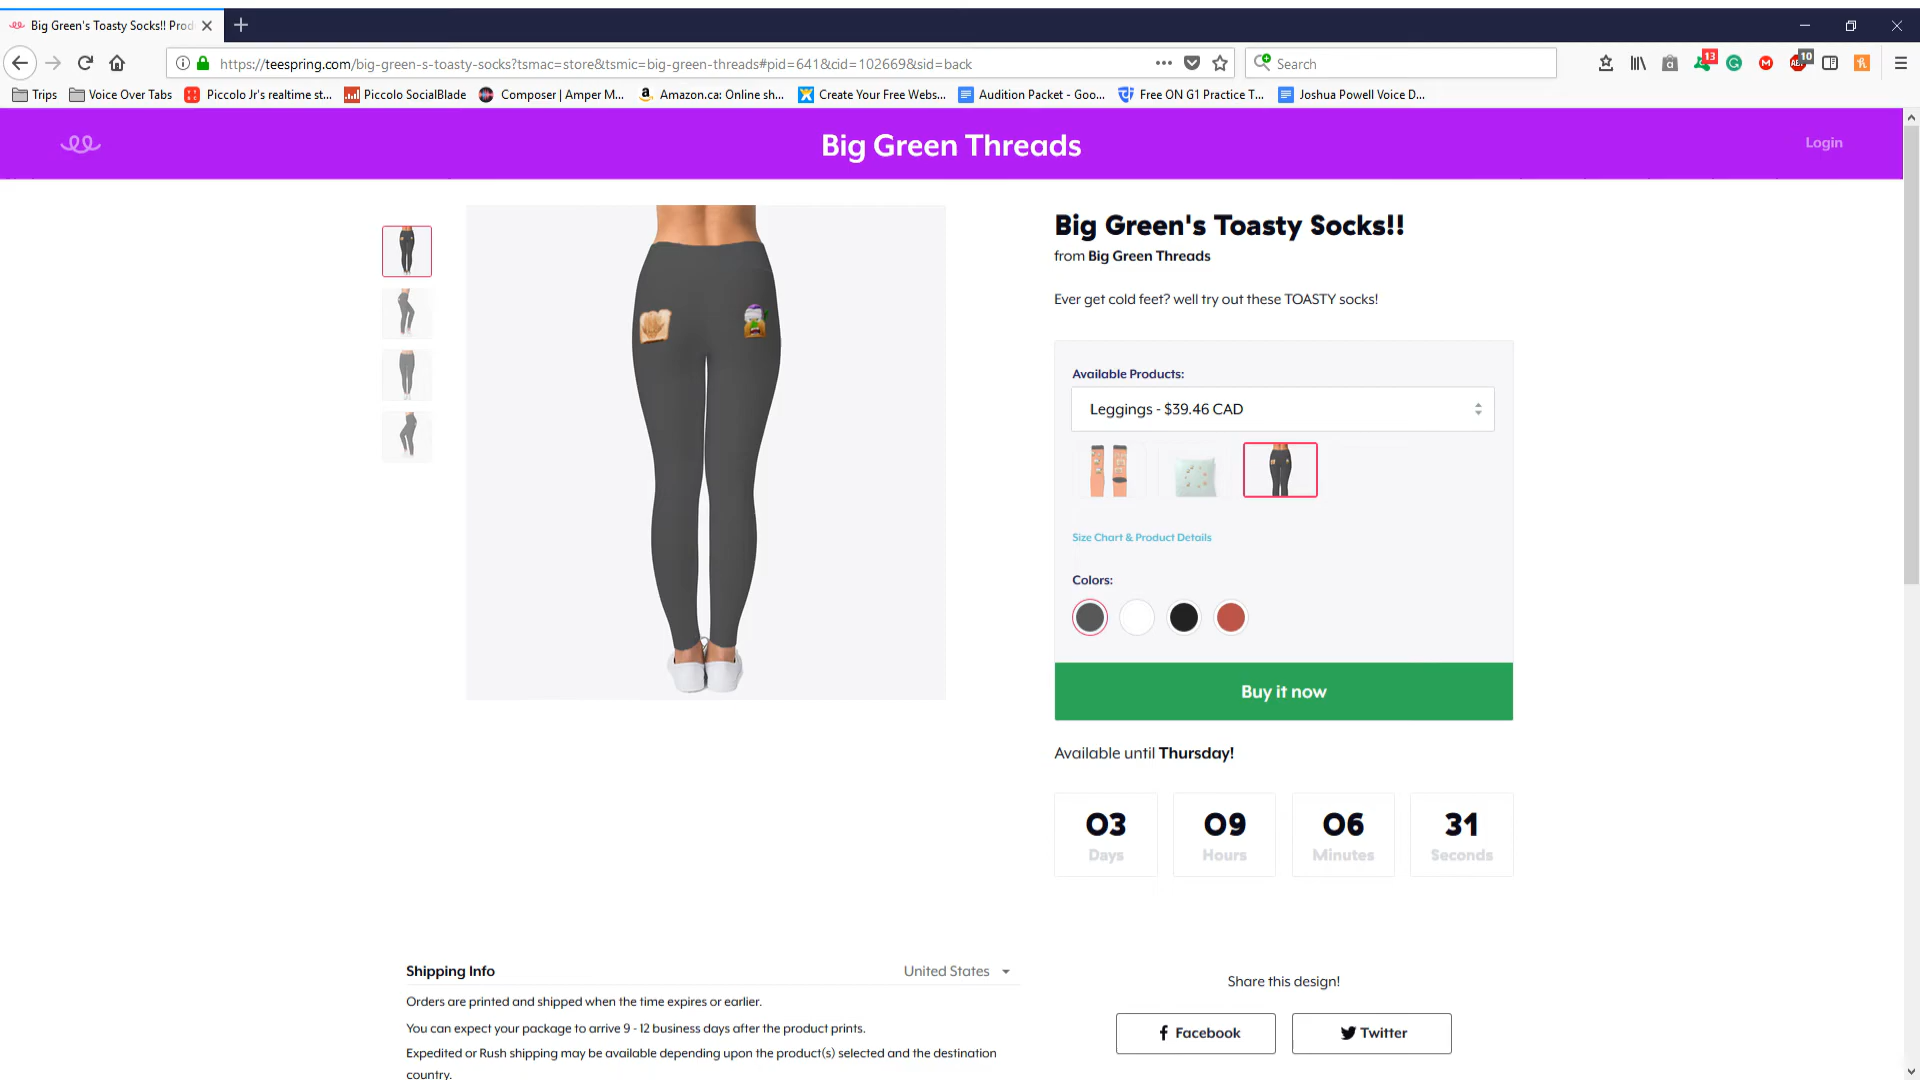 Big Green's Toasty Socks!! Prod
https://teespring.com/big-green-s-toasty-socks?tsmac=store&tsmic=big-green-threads#pid=641&cid=102669&sid=back
Search
13
10
Trips
Voice Over Tabs
Piccolo Jr's realtime st...
Piccolo SocialBlade
Composer | Amper M...
Amazon.ca: Online sh...
Create Your Free Webs...
Audition Packet - Goo...
Free ON G1 Practice T...
Joshua Powell Voice D...
Big Green Threads
Login
Big Green's Toasty Socks!!
from Big Green Threads
Ever get cold feet? well try out these TOASTY socks!
Available Products:
Leggings - $39.46 CAD
Size Chart & Product Details
Colors:
Buy it now
Available until Thursday!
03 09 06 31
Days Hours Minutes Seconds
Shipping Info
United States
Orders are printed and shipped when the time expires or earlier.
You can expect your package to arrive 9 - 12 business days after the product prints.
Expedited or Rush shipping may be available depending upon the product(s) selected and the destination
country.
Share this design!
Facebook
Twitter